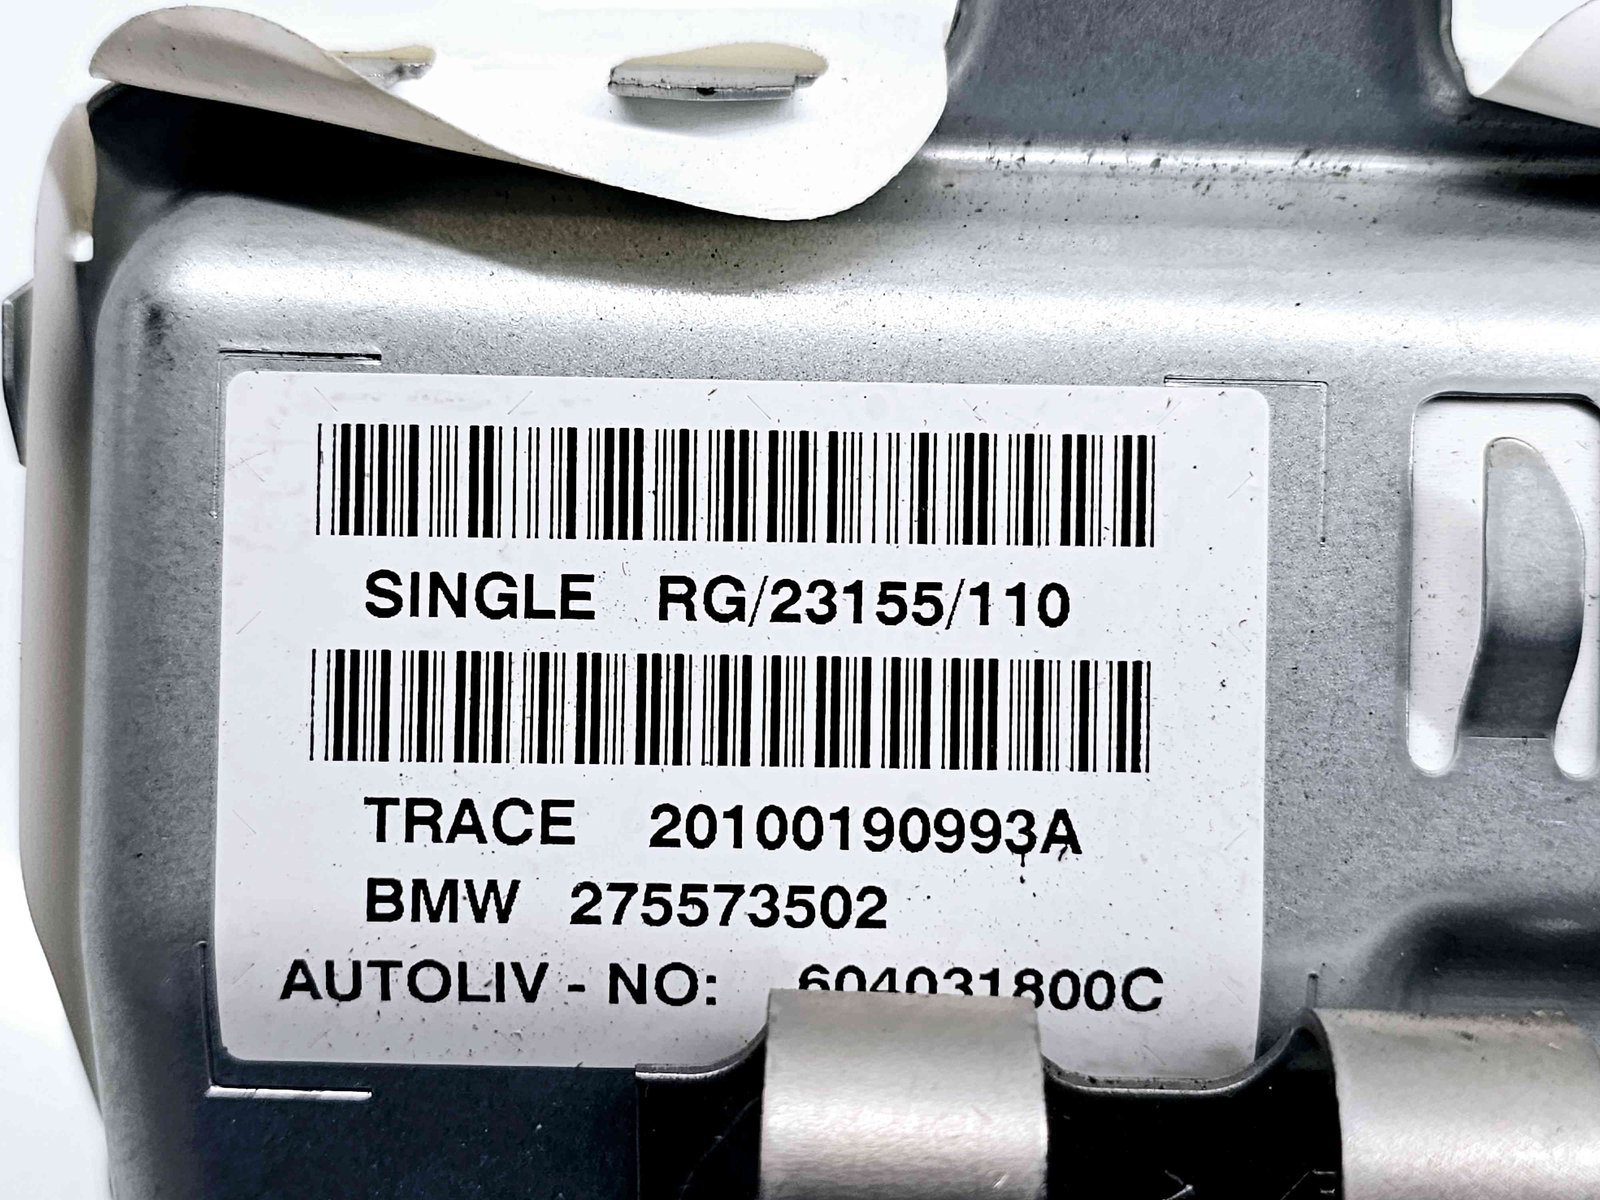 SINGLE RG/23155/110
TRACE 20100190993A
BMW 275573502
AUTOLIV - NO: 604031800C